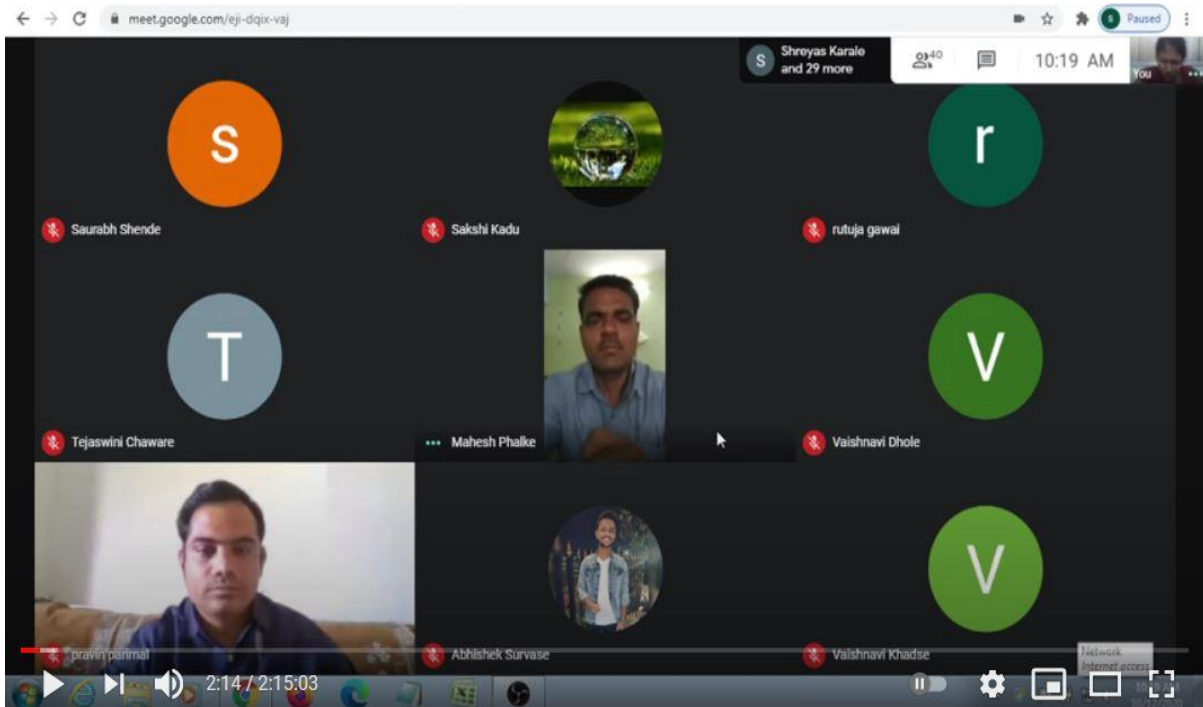 meet.google.com/eji-dqix-vaj
S Paused
S Shreyas Karale
and 29 more
40
10:19 AM
You
S
r
Saurabh Shende
Sakshi Kadu
rutuja gawai
T
V
Tejaswini Chaware
Mahesh Phalke
Vaishnavi Dhole
V
pravin parimal
Abhishek Survase
Vaishnavi Khadse
Network
Internet access
2:14 / 2:15:03